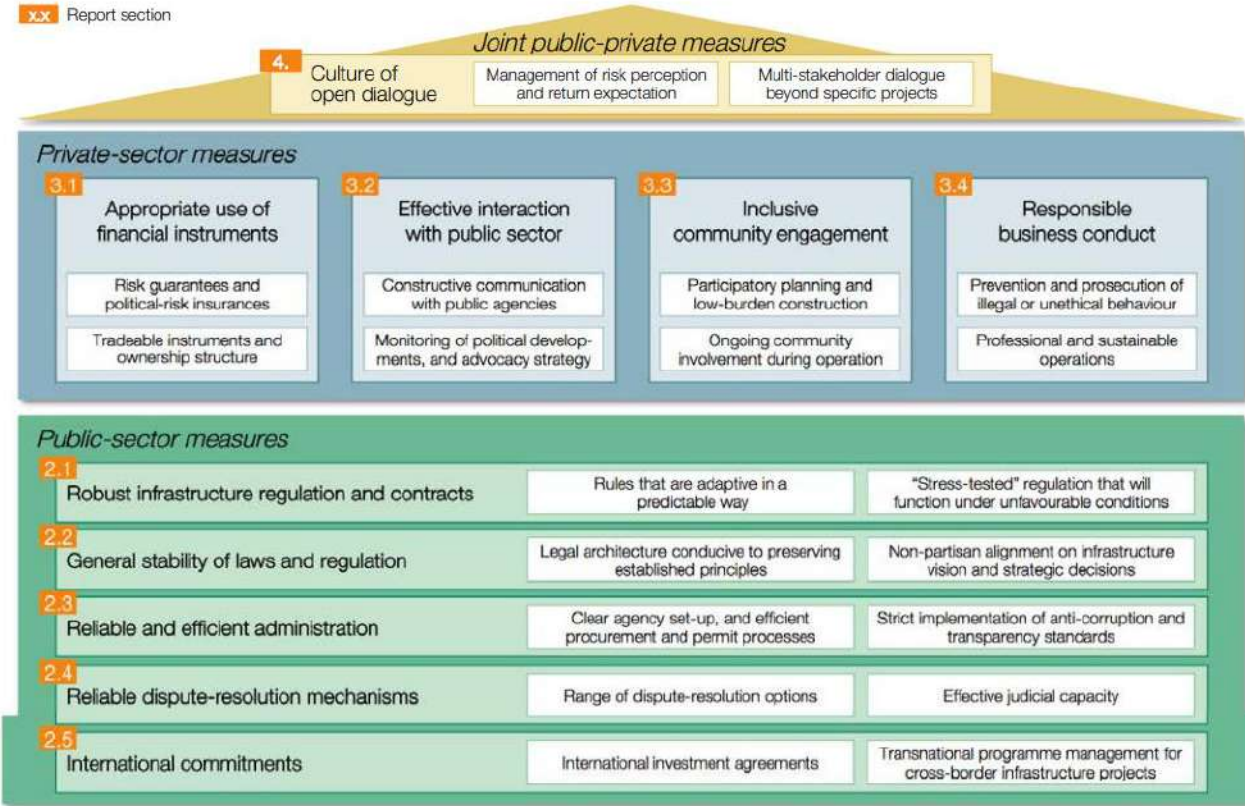 x.x Report section
Joint public-private measures
4.
Culture of
open dialogue
Management of risk perception
and return expectation
Multi-stakeholder dialogue
beyond specific projects
Private-sector measures
3.1
Appropriate use of
financial instruments
Risk guarantees and
political-risk insurances
Tradeable instruments and
ownership structure
3.2
Effective interaction
with public sector
Constructive communication
with public agencies
Monitoring of political develop-
ments, and advocacy strategy
3.3
Inclusive
community engagement
Participatory planning and
low-burden construction
Ongoing community
involvement during operation
3.4
Responsible
business conduct
Prevention and prosecution of
illegal or unethical behaviour
Professional and sustainable
operations
Public-sector measures
2.1
Robust infrastructure regulation and contracts
Rules that are adaptive in a
predictable way
“Stress-tested” regulation that will
function under unfavourable conditions
2.2
General stability of laws and regulation
Legal architecture conducive to preserving
established principles
Non-partisan alignment on infrastructure
vision and strategic decisions
2.3
Reliable and efficient administration
Clear agency set-up, and efficient
procurement and permit processes
Strict implementation of anti-corruption and
transparency standards
2.4
Reliable dispute-resolution mechanisms
Range of dispute-resolution options
Effective judicial capacity
2.5
International commitments
International investment agreements
Transnational programme management for
cross-border infrastructure projects